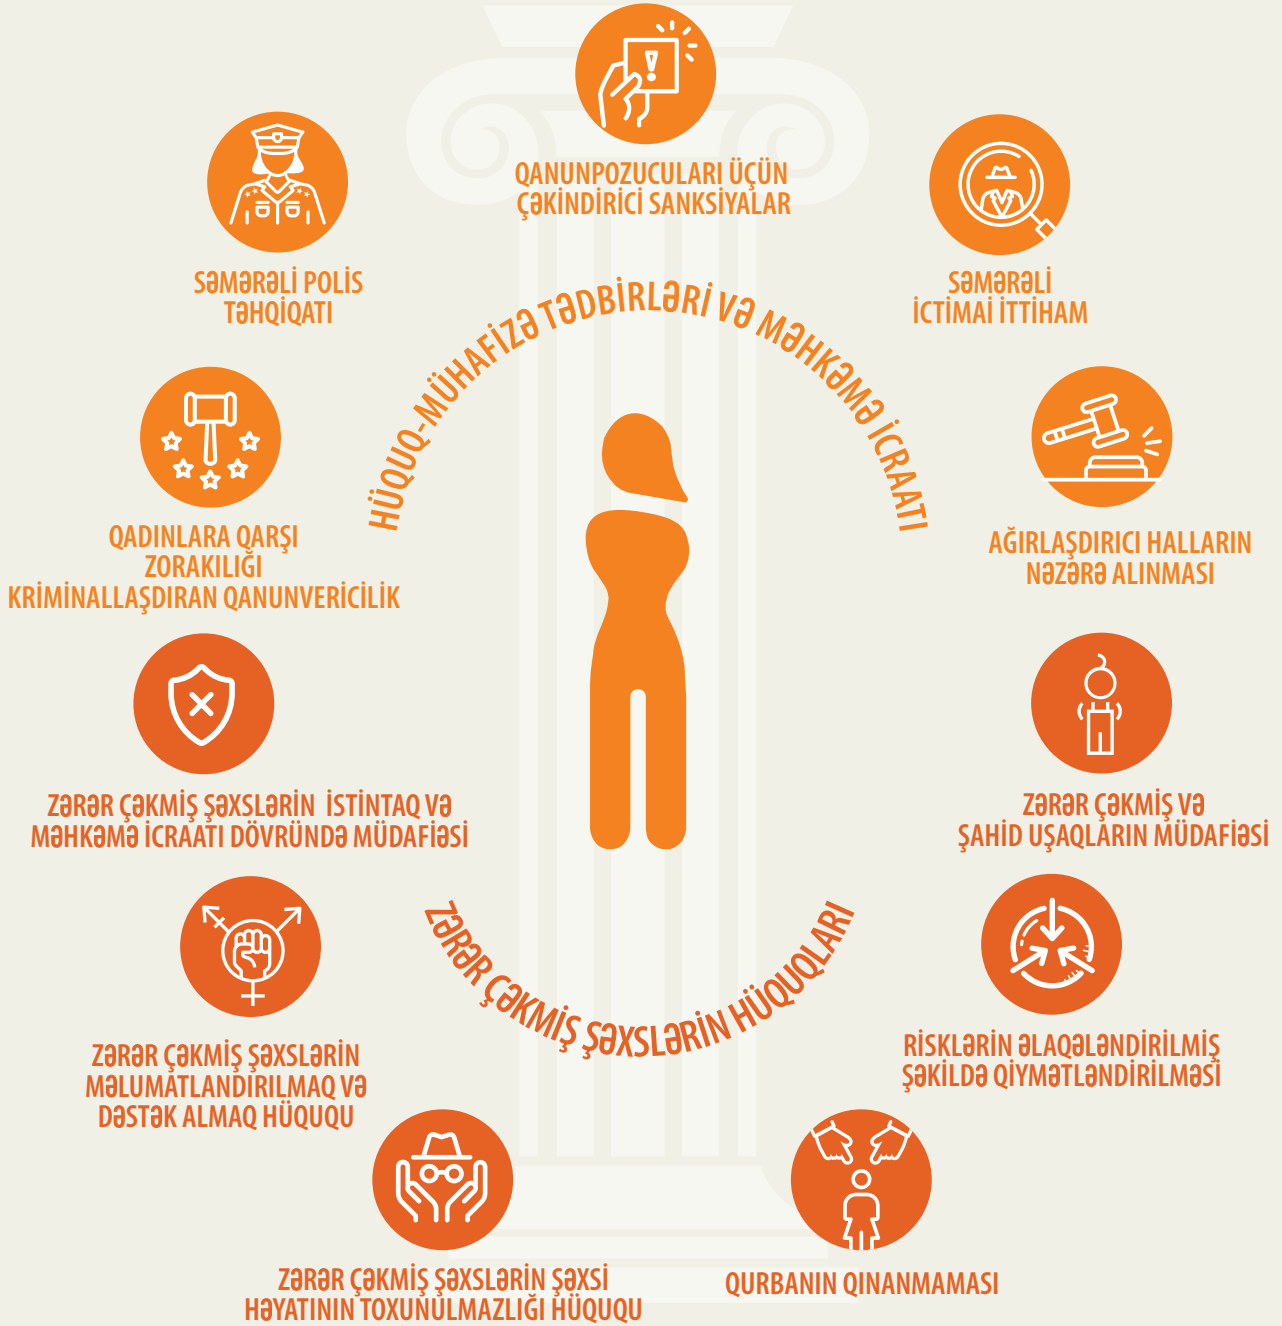 QANUNPOZUCULARI ÜÇÜN
ÇƏKİNDİRİCİ SANKSİYALAR
SƏMƏRƏLİ POLİS
TƏHQİQATI
SƏMƏRƏLİ
İCTİMAİ İTTİHAM
HÜQUQ-MÜHAFİZƏ TƏDBİRLƏRİ VƏ MƏHKƏMƏ İCRAATI
QADINLARA QARŞI
ZORAKILIĞI
KRİMİNALLAŞDIRAN QANUNVERİCİLİK
AĞIRLAŞDIRICI HALLARIN
NƏZƏRƏ ALINMASI
ZƏRƏR ÇƏKMİŞ ŞƏXSLƏRİN İSTİNTAQ VƏ
MƏHKƏMƏ İCRAATI DÖVRÜNDƏ MÜDAFİƏSİ
ZƏRƏR ÇƏKMİŞ VƏ
ŞAHİD UŞAQLARIN MÜDAFİƏSİ
ZƏRƏR ÇƏKMİŞ ŞƏXSLƏRİN HÜQUQLARI
ZƏRƏR ÇƏKMİŞ ŞƏXSLƏRİN
MƏLUMATLANDIRILMAQ VƏ
DƏSTƏK ALMAQ HÜQUQU
RİSKLƏRİN ƏLAQƏLƏNDİRİLMİŞ
ŞƏKİLDƏ QİYMƏTLƏNDİRİLMƏSİ
ZƏRƏR ÇƏKMİŞ ŞƏXSLƏRİN ŞƏXSİ
HƏYATININ TOXUNULMAZLIĞI HÜQUQU
QURBANIN QINANMAMASI